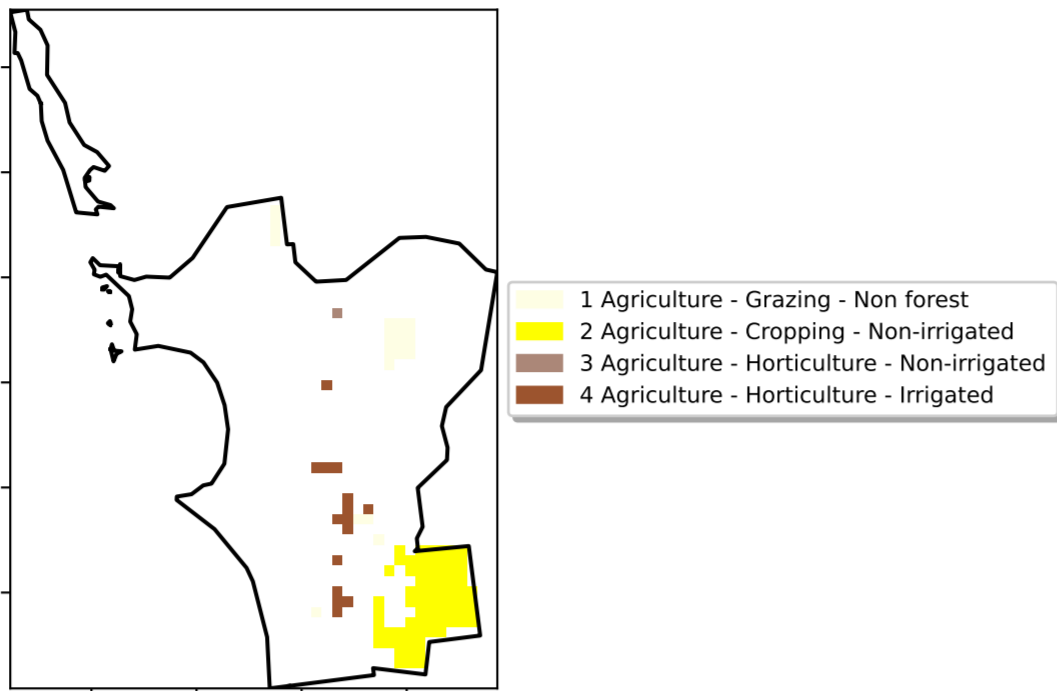 1 Agriculture - Grazing - Non forest
2 Agriculture - Cropping - Non-irrigated
3 Agriculture - Horticulture - Non-irrigated
4 Agriculture - Horticulture - Irrigated